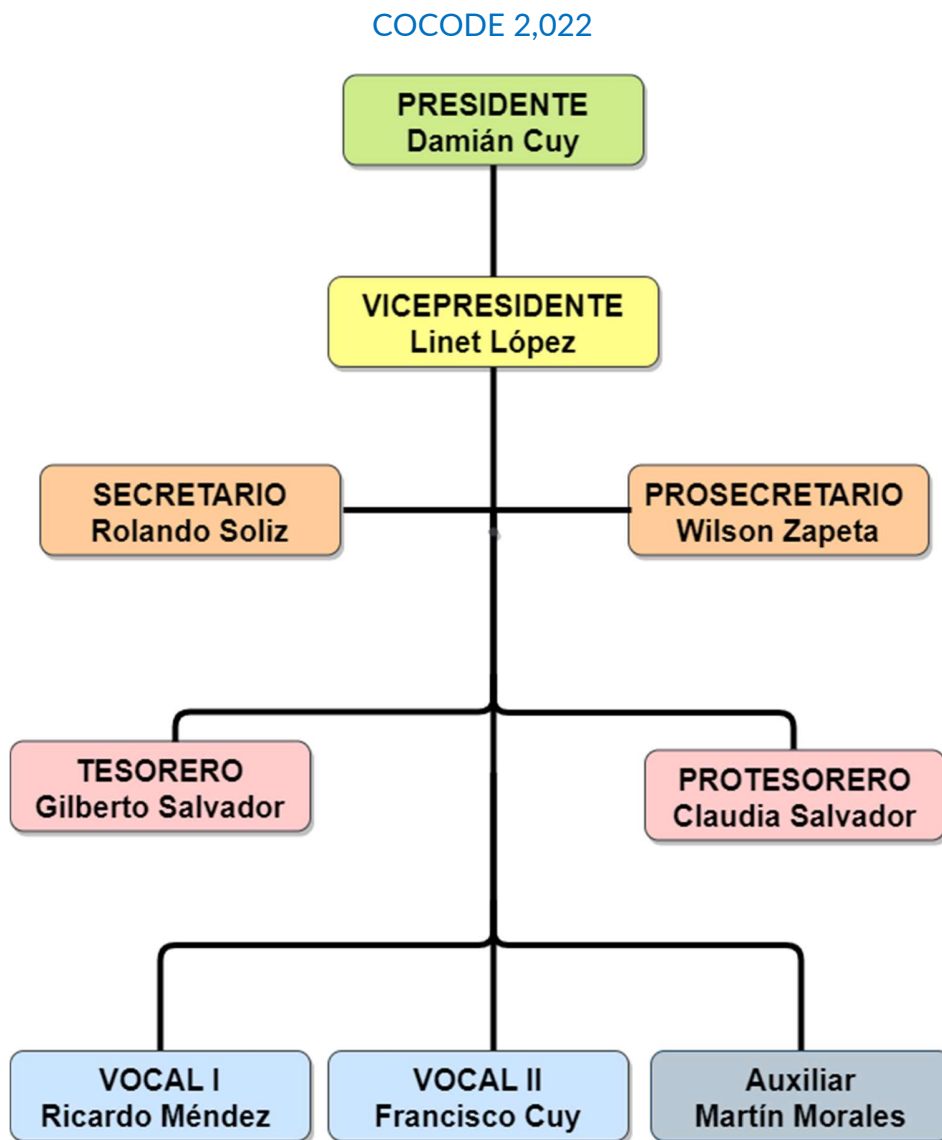 COCODE 2,022
PRESIDENTE
Damián Cuy
VICEPRESIDENTE
Linet López
SECRETARIO
Rolando Soliz
PROSECRETARIO
Wilson Zapeta
TESORERO
Gilberto Salvador
PROTESORERO
Claudia Salvador
VOCAL I
Ricardo Méndez
VOCAL II
Francisco Cuy
Auxiliar
Martín Morales